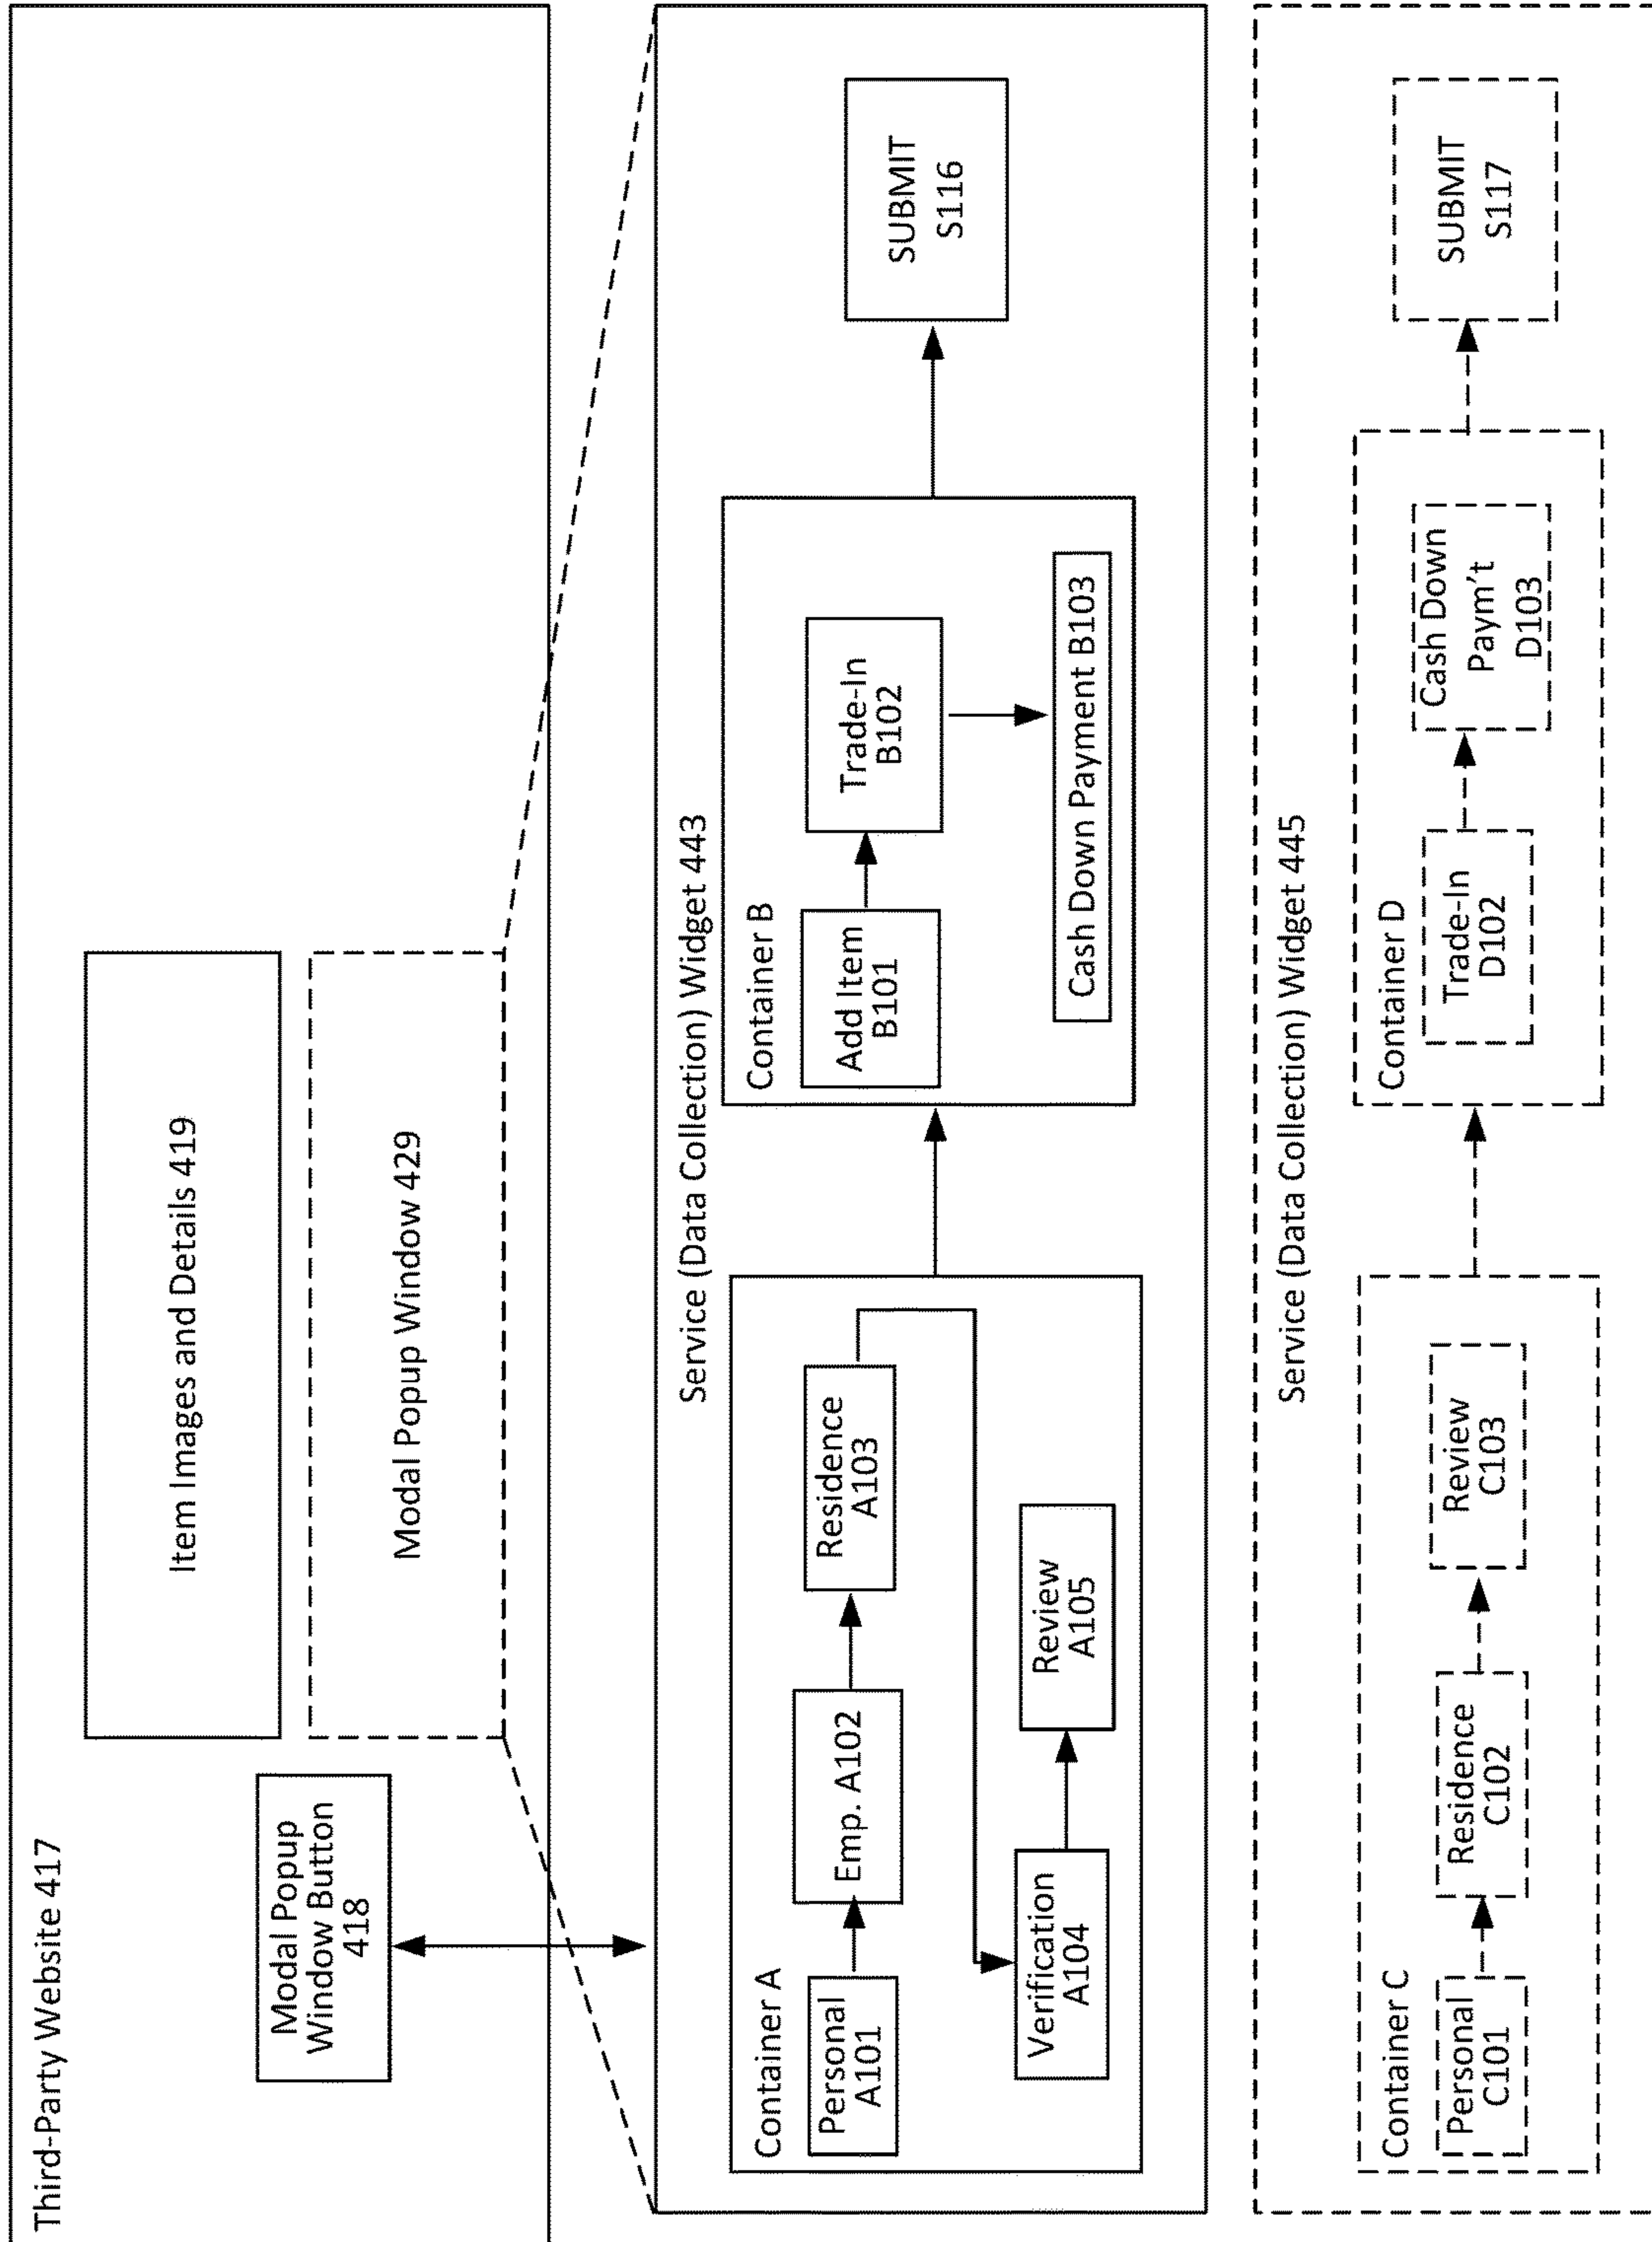 Third-Party Website 417
Item Images and Details 419
Modal Popup
Window Button
418
Modal Popup Window 429
Service (Data Collection) Widget 443
Container A
Personal
A101
Emp. A102
Residence
A103
Verification
A104
Review
A105
Container B
Add Item
B101
Trade-In
B102
Cash Down Payment B103
SUBMIT
S116
Service (Data Collection) Widget 445
Container C
Personal
C101
Residence
C102
Review
C103
Container D
Trade-In
D102
Cash Down
Paym't
D103
SUBMIT
S117